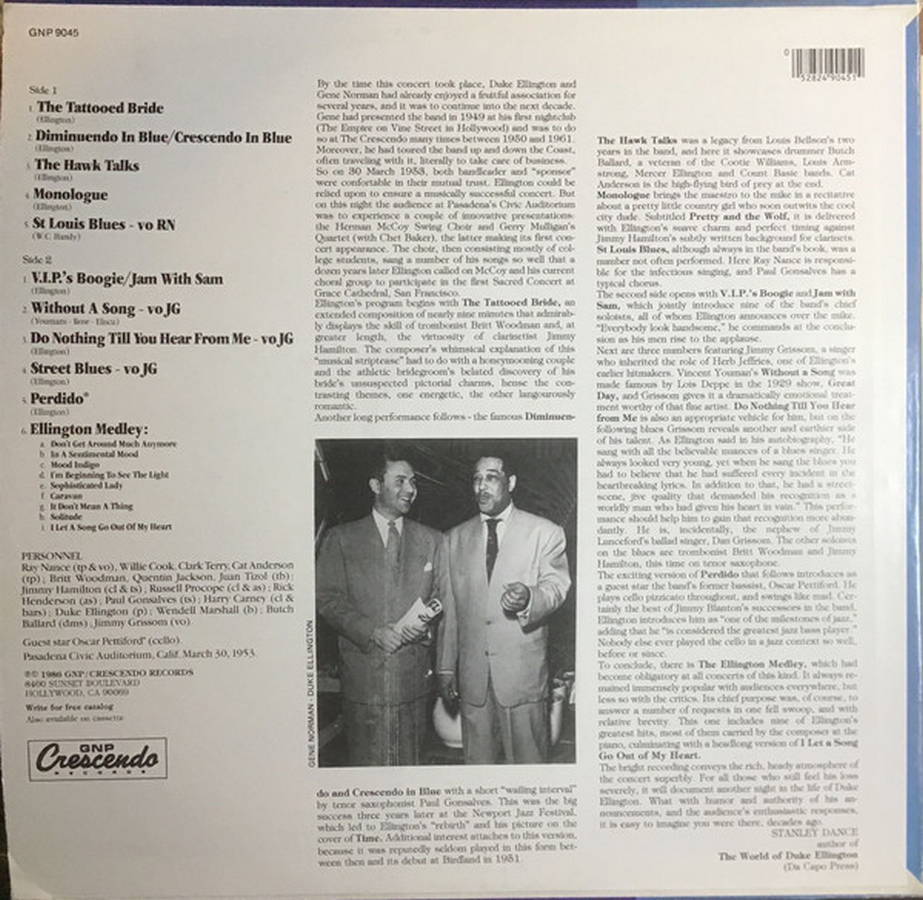 GNP 9045
0
52824 90451
Side 1
1. The Tattooed Bride
(Ellington)
2. Diminuendo In Blue/Crescendo In Blue
(Ellington)
3. The Hawk Talks
(Ellington)
4. Monologue
(Ellington)
5. St Louis Blues - vo RN
(W.C. Handy)
Side 2
1. V.I.P.'s Boogie/Jam With Sam
(Ellington)
2. Without A Song - vo JG
(Youmans - Rose - Eliscu)
3. Do Nothing Till You Hear From Me - vo JG
(Ellington)
4. Street Blues - vo JG
(Ellington)
5. Perdido*
(Ellington)
6. Ellington Medley:
a. Don't Get Around Much Anymore
b. In A Sentimental Mood
c. Mood Indigo
d. I'm Beginning To See The Light
e. Sophisticated Lady
f. Caravan
g. It Don't Mean A Thing
h. Solitude
i. I Let A Song Go Out Of My Heart
PERSONNEL
Ray Nance (tp & vo), Willie Cook, Clark Terry, Cat Anderson
(tp); Britt Woodman, Quentin Jackson, Juan Tizol (tb);
Jimmy Hamilton (cl & ts); Russell Procope (cl & as); Rick
Henderson (as); Paul Gonsalves (ts); Harry Carney (cl &
bars); Duke Ellington (p); Wendell Marshall (b); Butch
Ballard (dms), Jimmy Grissom (vo).
Guest star Oscar Pettiford* (cello).
Pasadena Civic Auditorium, Calif. March 30, 1953.
℗© 1986 GNP/CRESCENDO RECORDS
8400 SUNSET BOULEVARD
HOLLYWOOD, CA 90069
Write for free catalog
Also available on cassette
GNP
Crescendo
RECORDS
By the time this concert took place, Duke Ellington and
Gene Norman had already enjoyed a fruitful association for
several years, and it was to continue into the next decade.
Gene had presented the band in 1949 at his first nightclub
(The Empire on Vine Street in Hollywood) and was to do
so at The Crescendo many times between 1950 and 1961.
Moreover, he had toured the band up and down the Coast,
often traveling with it, literally to take care of business.
So on 30 March 1953, both bandleader and "sponsor"
were confortable in their mutual trust. Ellington could be
relied upon to ensure a musically successful concert. But
on this night the audience at Pasadena's Civic Auditorium
was to experience a couple of innovative presentations:
the Herman McCoy Swing Choir and Gerry Mulligan's
Quartet (with Chet Baker), the latter making its first con-
cert appearance. The choir, then consisting mostly of col-
lege students, sang a number of his songs so well that a
dozen years later Ellington called on McCoy and his current
choral group to participate in the first Sacred Concert at
Grace Cathedral, San Francisco.
Ellington's program begins with The Tattooed Bride, an
extended composition of nearly nine minutes that admirab-
ly displays the skill of trombonist Britt Woodman and, at
greater length, the virtuosity of clarinetist Jimmy
Hamilton. The composer's whimsical explanation of this
"musical striptease" had to do with a honeymooning couple
and the athletic bridegroom's belated discovery of his
bride's unsuspected pictorial charms, hense the con-
trasting themes, one energetic, the other langourously
romantic.
Another long performance follows - the famous Diminuen-
GENE NORMAN - DUKE ELLINGTON
do and Crescendo in Blue with a short "wailing interval"
by tenor saxophonist Paul Gonsalves. This was the big
success three years later at the Newport Jazz Festival,
which led to Ellington's "rebirth" and his picture on the
cover of Time. Additional interest attaches to this version,
because it was reputedly seldom played in this form bet-
ween then and its debut at Birdland in 1951.
The Hawk Talks was a legacy from Louis Bellson's two
years in the band, and here it showcases drummer Butch
Ballard, a veteran of the Cootie Williams, Louis Arm-
strong, Mercer Ellington and Count Basie bands. Cat
Anderson is the high-flying bird of prey at the end.
Monologue brings the maestro to the mike in a recitative
about a pretty little country girl who soon outwits the cool
city dude. Subtitled Pretty and the Wolf, it is delivered
with Ellington's suave charm and perfect timing against
Jimmy Hamilton's subtly written background for clarinets.
St Louis Blues, although always in the band's book, was a
number not often performed. Here Ray Nance is responsi-
ble for the infectious singing, and Paul Gonsalves has a
typical chorus.
The second side opens with V.I.P.'s Boogie and Jam with
Sam, which jointly introduce nine of the band's chief
soloists, all of whom Ellington announces over the mike.
"Everybody look handsome," he commands at the conclu-
sion as his men rise to the applause.
Next are three numbers featuring Jimmy Grissom, a singer
who inherited the role of Herb Jeffries, one of Ellington's
earlier hitmakers. Vincent Youman's Without a Song was
made famous by Lois Deppe in the 1929 show, Great
Day, and Grissom gives it a dramatically emotional treat-
ment worthy of that fine artist. Do Nothing Till You Hear
from Me is also an appropriate vehicle for him, but on the
following blues Grissom reveals another and earthier side
of his talent. As Ellington said in his autobiography, "He
sang with all the believable nuances of a blues singer. He
always looked very young, yet when he sang the blues you
had to believe that he had suffered every incident in the
heartbreaking lyrics. In addition to that, he had a street-
scene, jive quality that demanded his recognition as a
worldly man who had given his heart in vain." This perfor-
mance should help him to gain that recognition more abun-
dantly. He is, incidentally, the nephew of Jimmy
Lunceford's ballad singer, Dan Grissom. The other soloists
on the blues are trombonist Britt Woodman and Jimmy
Hamilton, this time on tenor saxophone.
The exciting version of Perdido that follows introduces as
a guest star the band's former bassist, Oscar Pettiford. He
plays cello pizzicato throughout, and swings like mad. Cer-
tainly the best of Jimmy Blanton's successors in the band,
Ellington introduces him as "one of the milestones of jazz,"
adding that he "is considered the greatest jazz bass player."
Nobody else ever played the cello in a jazz context so well,
before or since.
To conclude, there is The Ellington Medley, which had
become obligatory at all concerts of this kind. It always re-
mained immensely popular with audiences everywhere, but
less so with the critics. Its chief purpose was, of course, to
answer a number of requests in one fell swoop, and with
relative brevity. This one includes nine of Ellington's
greatest hits, most of them carried by the composer at the
piano, culminating with a headlong version of I Let a Song
Go Out of My Heart.
The bright recording conveys the rich, heady atmosphere of
the concert superbly. For all those who still feel his loss
severely, it will document another night in the life of Duke
Ellington. What with humor and authority of his an-
nouncements, and the audience's enthusiastic responses,
it is easy to imagine you were there, decades ago.
STANLEY DANCE
author of
The World of Duke Ellington
(Da Capo Press)